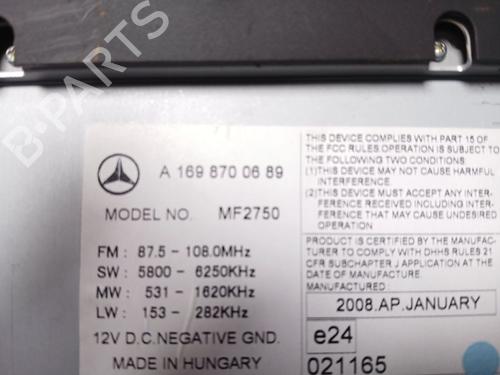 A 169 870 06 89
MODEL NO. MF2750
FM : 87.5 - 108.0MHz
SW : 5800 - 6250KHz
MW : 531 - 1620KHz
LW : 153 - 282KHz
12V D.C.NEGATIVE GND.
MADE IN HUNGARY
THIS DEVICE COMPLIES WITH PART 15 OF
THE FCC RULES.OPERATION IS SUBJECT TO
THE FOLLOWING TWO CONDITIONS:
(1)THIS DEVICE MAY NOT CAUSE HARMFUL
INTERFERENCE.
(2)THIS DEVICE MUST ACCEPT ANY INTER-
FERENCE RECEIVED INCLUDING INTER-
FERENCE THAT MAY CAUSE UNDESIRED
OPERATION
PRODUCT IS CERTIFIED BY THE MANUFAC-
TURER TO COMPLY WITH DHHS RULES 21
CFR SUBCHAPTER J APPLICATION AT THE
DATE OF MANUFACTURE.
MANUFACTURED:
2008.AP.JANUARY
e24
021165
B-PARTS